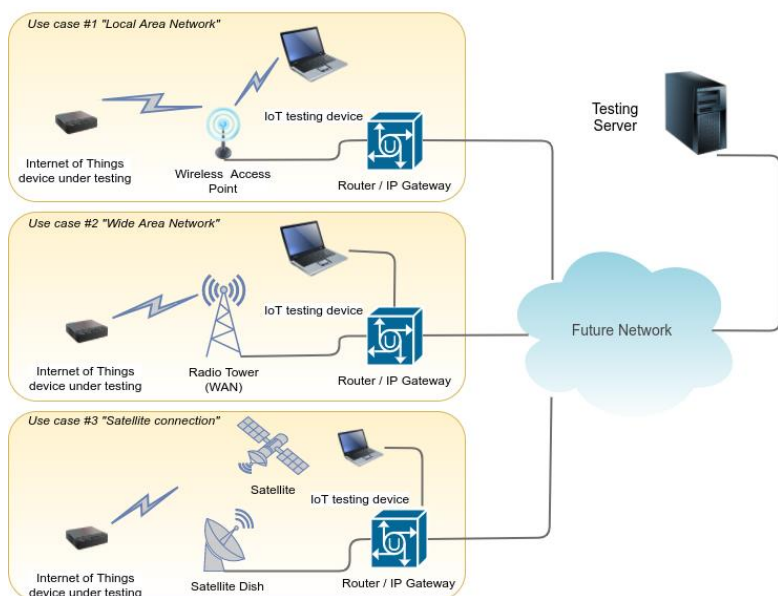 Use case #1 "Local Area Network"
IoT testing device
Internet of Things
device under testing
Wireless Access
Point
Router / IP Gateway
Testing
Server
Use case #2 "Wide Area Network"
IoT testing device
Internet of Things
device under testing
Radio Tower
(WAN)
Router / IP Gateway
Future Network
Use case #3 "Satellite connection"
Satellite
IoT testing device
Internet of Things
device under testing
Satellite Dish
Router / IP Gateway
U
U
U